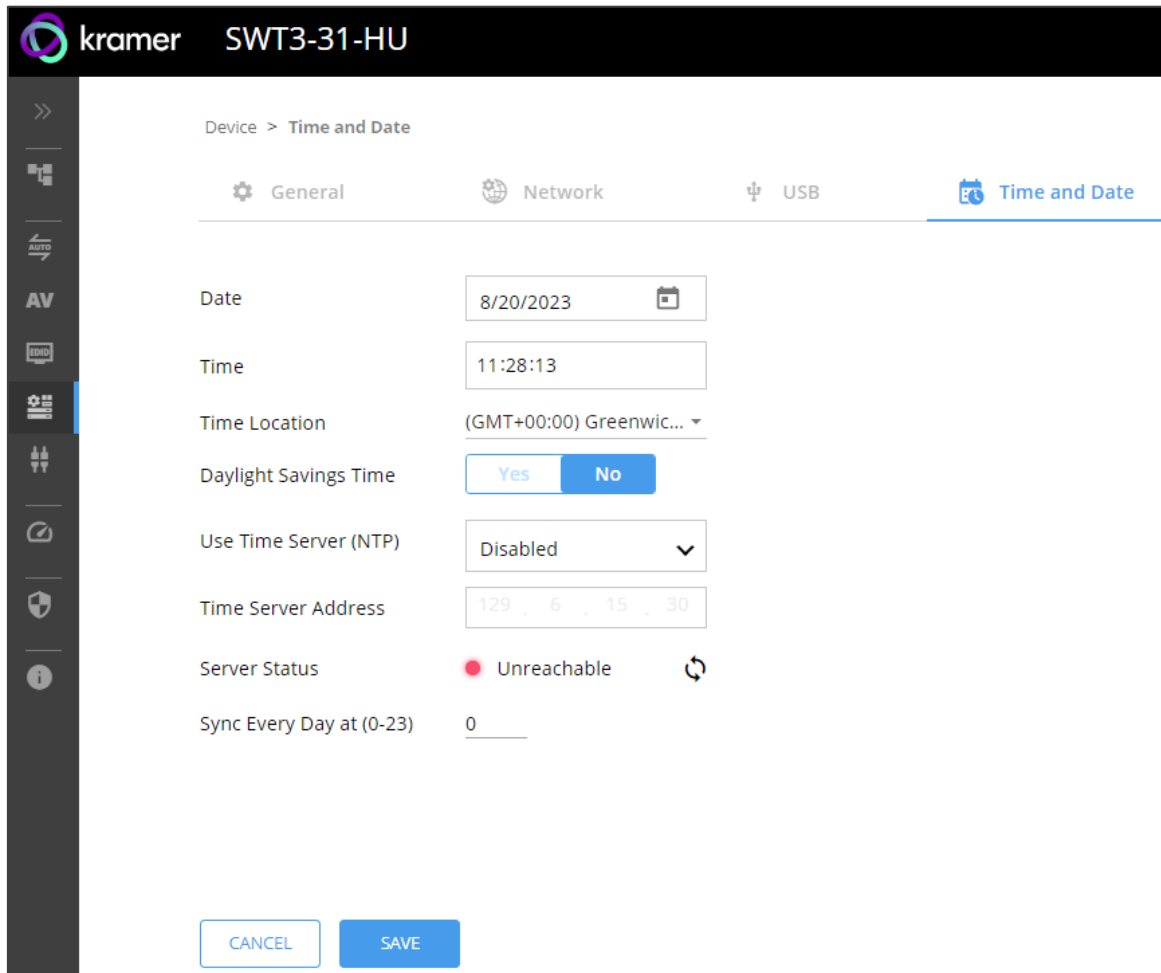 kramer SWT3-31-HU
Device > Time and Date
General Network USB Time and Date
AUTO
AV
EDID
Date 8/20/2023
Time 11:28:13
Time Location (GMT+00:00) Greenwic...
Daylight Savings Time Yes No
Use Time Server (NTP) Disabled
Time Server Address 129 . 6 . 15 . 30
Server Status Unreachable
Sync Every Day at (0-23) 0
CANCEL SAVE